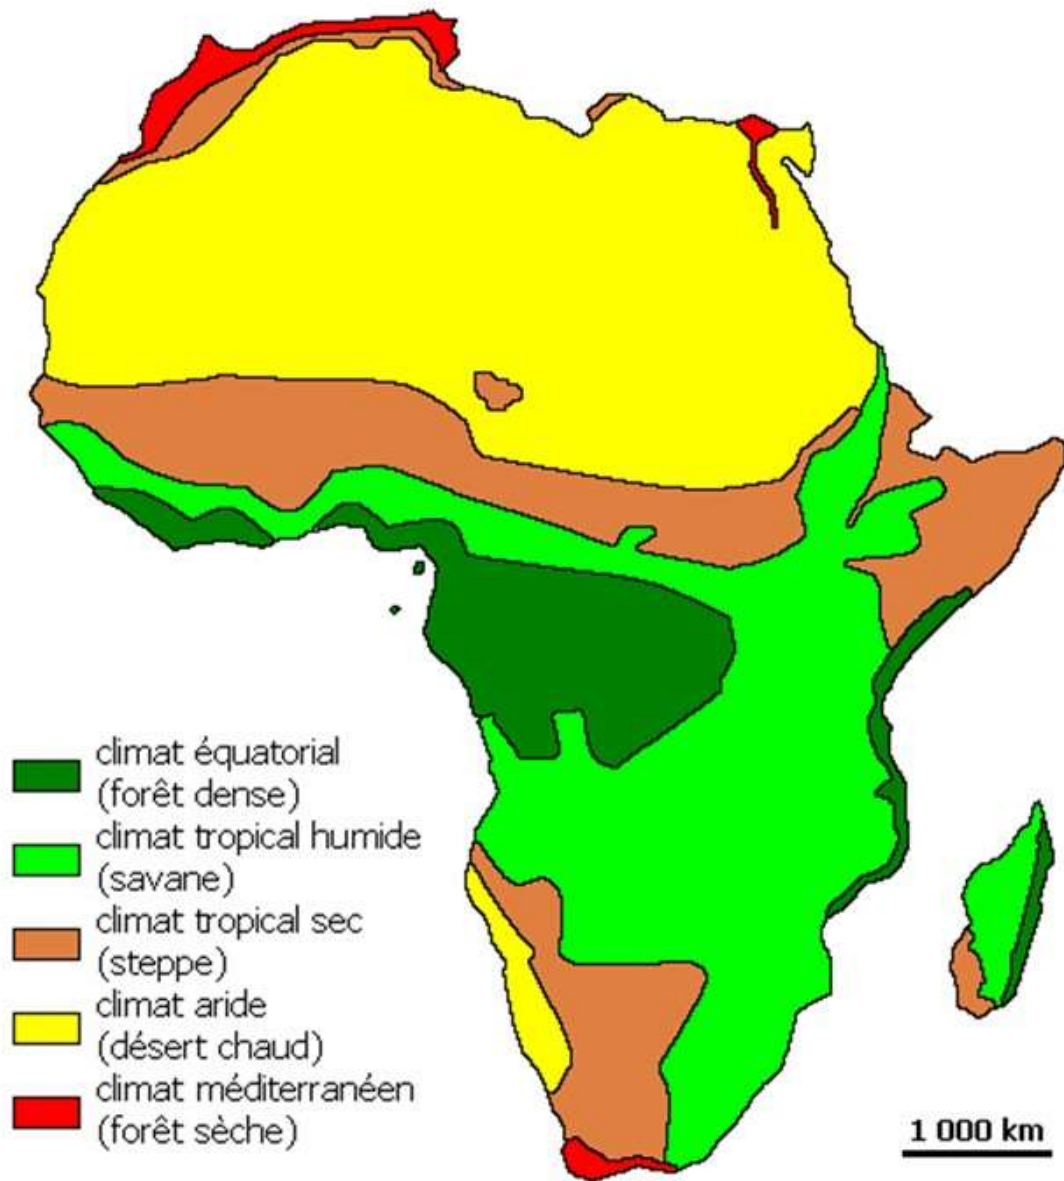 climat équatorial
(forêt dense)
climat tropical humide
(savane)
climat tropical sec
(steppe)
climat aride
(désert chaud)
climat méditerranéen
(forêt sèche)
1 000 km